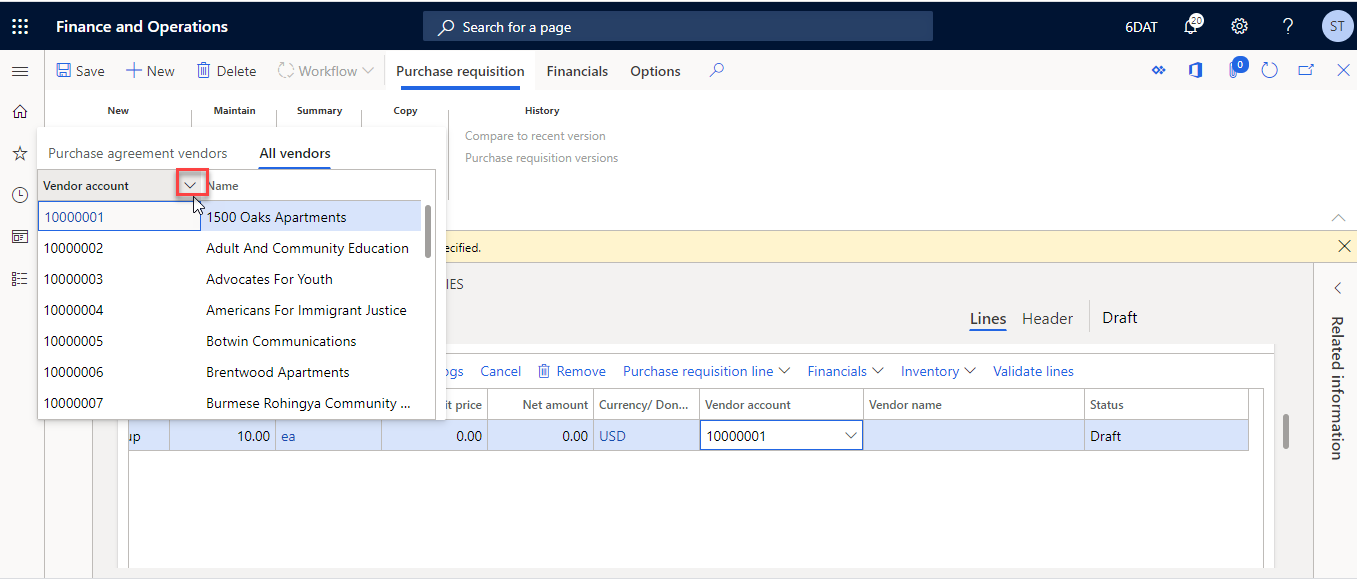 Finance and Operations
Search for a page
6DAT
20
ST
Save
New
Delete
Workflow
Purchase requisition
Financials
Options
0
New
Maintain
Summary
Copy
History
Compare to recent version
Purchase requisition versions
Purchase agreement vendors
All vendors
Vendor account
Name
10000001
1500 Oaks Apartments
10000002
Adult And Community Education
10000003
Advocates For Youth
10000004
Americans For Immigrant Justice
10000005
Botwin Communications
10000006
Brentwood Apartments
10000007
Burmese Rohingya Community ...
ecified.
IES
Lines
Header
Draft
Related information
ogs
Cancel
Remove
Purchase requisition line
Financials
Inventory
Validate lines
it price
Net amount
Currency/ Don...
Vendor account
Vendor name
Status
up
10.00
ea
0.00
0.00
USD
10000001
Draft